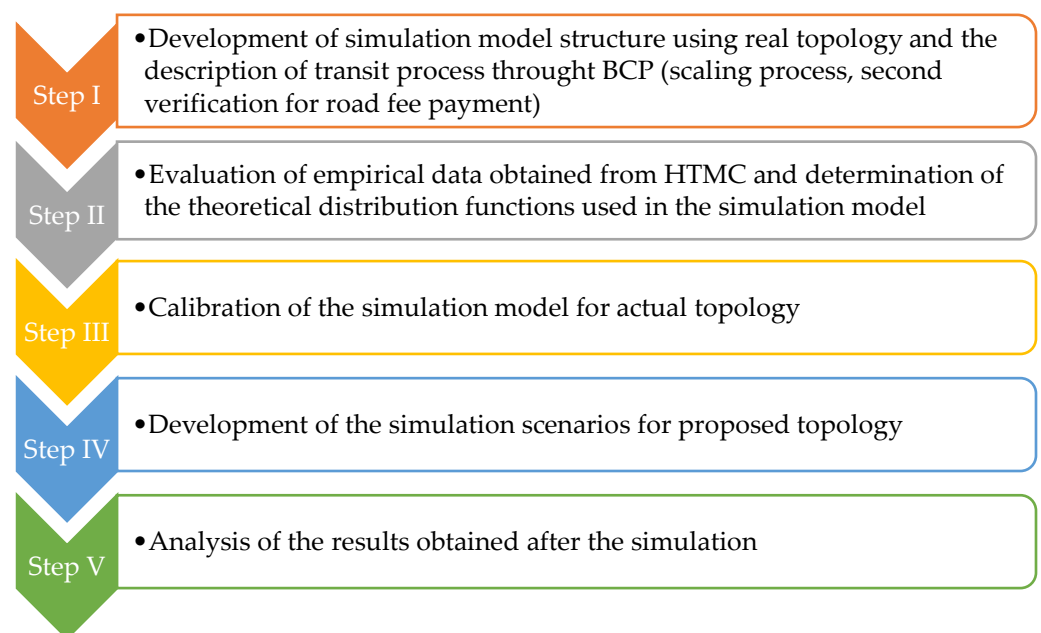 Step I
•Development of simulation model structure using real topology and the
description of transit process throught BCP (scaling process, second
verification for road fee payment)
Step II
•Evaluation of empirical data obtained from HTMC and determination of
the theoretical distribution functions used in the simulation model
Step III
•Calibration of the simulation model for actual topology
Step IV
•Development of the simulation scenarios for proposed topology
Step V
•Analysis of the results obtained after the simulation